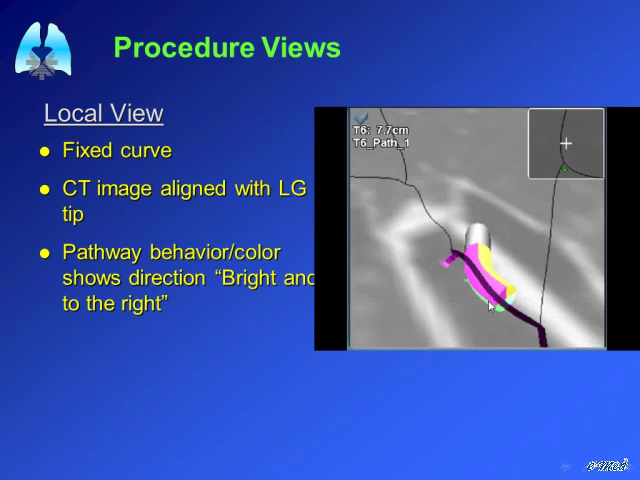 Procedure Views
Local View
Fixed curve
CT image aligned with LG
tip
Pathway behavior/color
shows direction “Bright and
to the right”
T6: 7.7cm
T6_Path_1
e-med